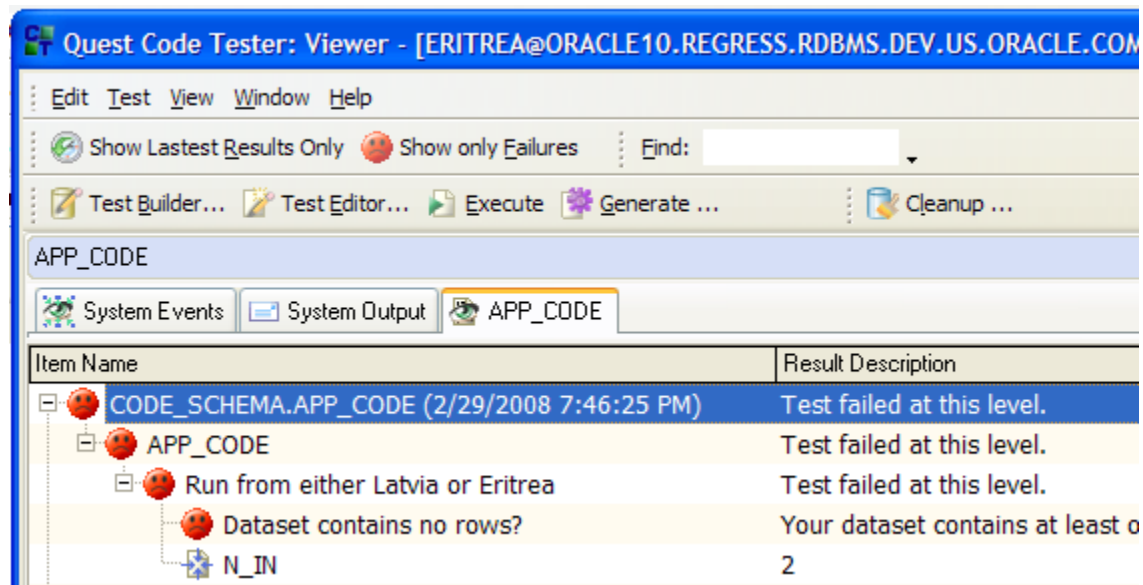 Quest Code Tester: Viewer - [ERITREA@ORACLE10.REGRESS.RDBMS.DEV.US.ORACLE.COM
Edit Test View Window Help
Show Lastest Results Only Show only Failures Find:
Test Builder... Test Editor... Execute Generate ... Cleanup ...
APP_CODE
System Events System Output APP_CODE
Item Name Result Description
CODE_SCHEMA.APP_CODE (2/29/2008 7:46:25 PM) Test failed at this level.
APP_CODE Test failed at this level.
Run from either Latvia or Eritrea Test failed at this level.
Dataset contains no rows? Your dataset contains at least
N_IN 2